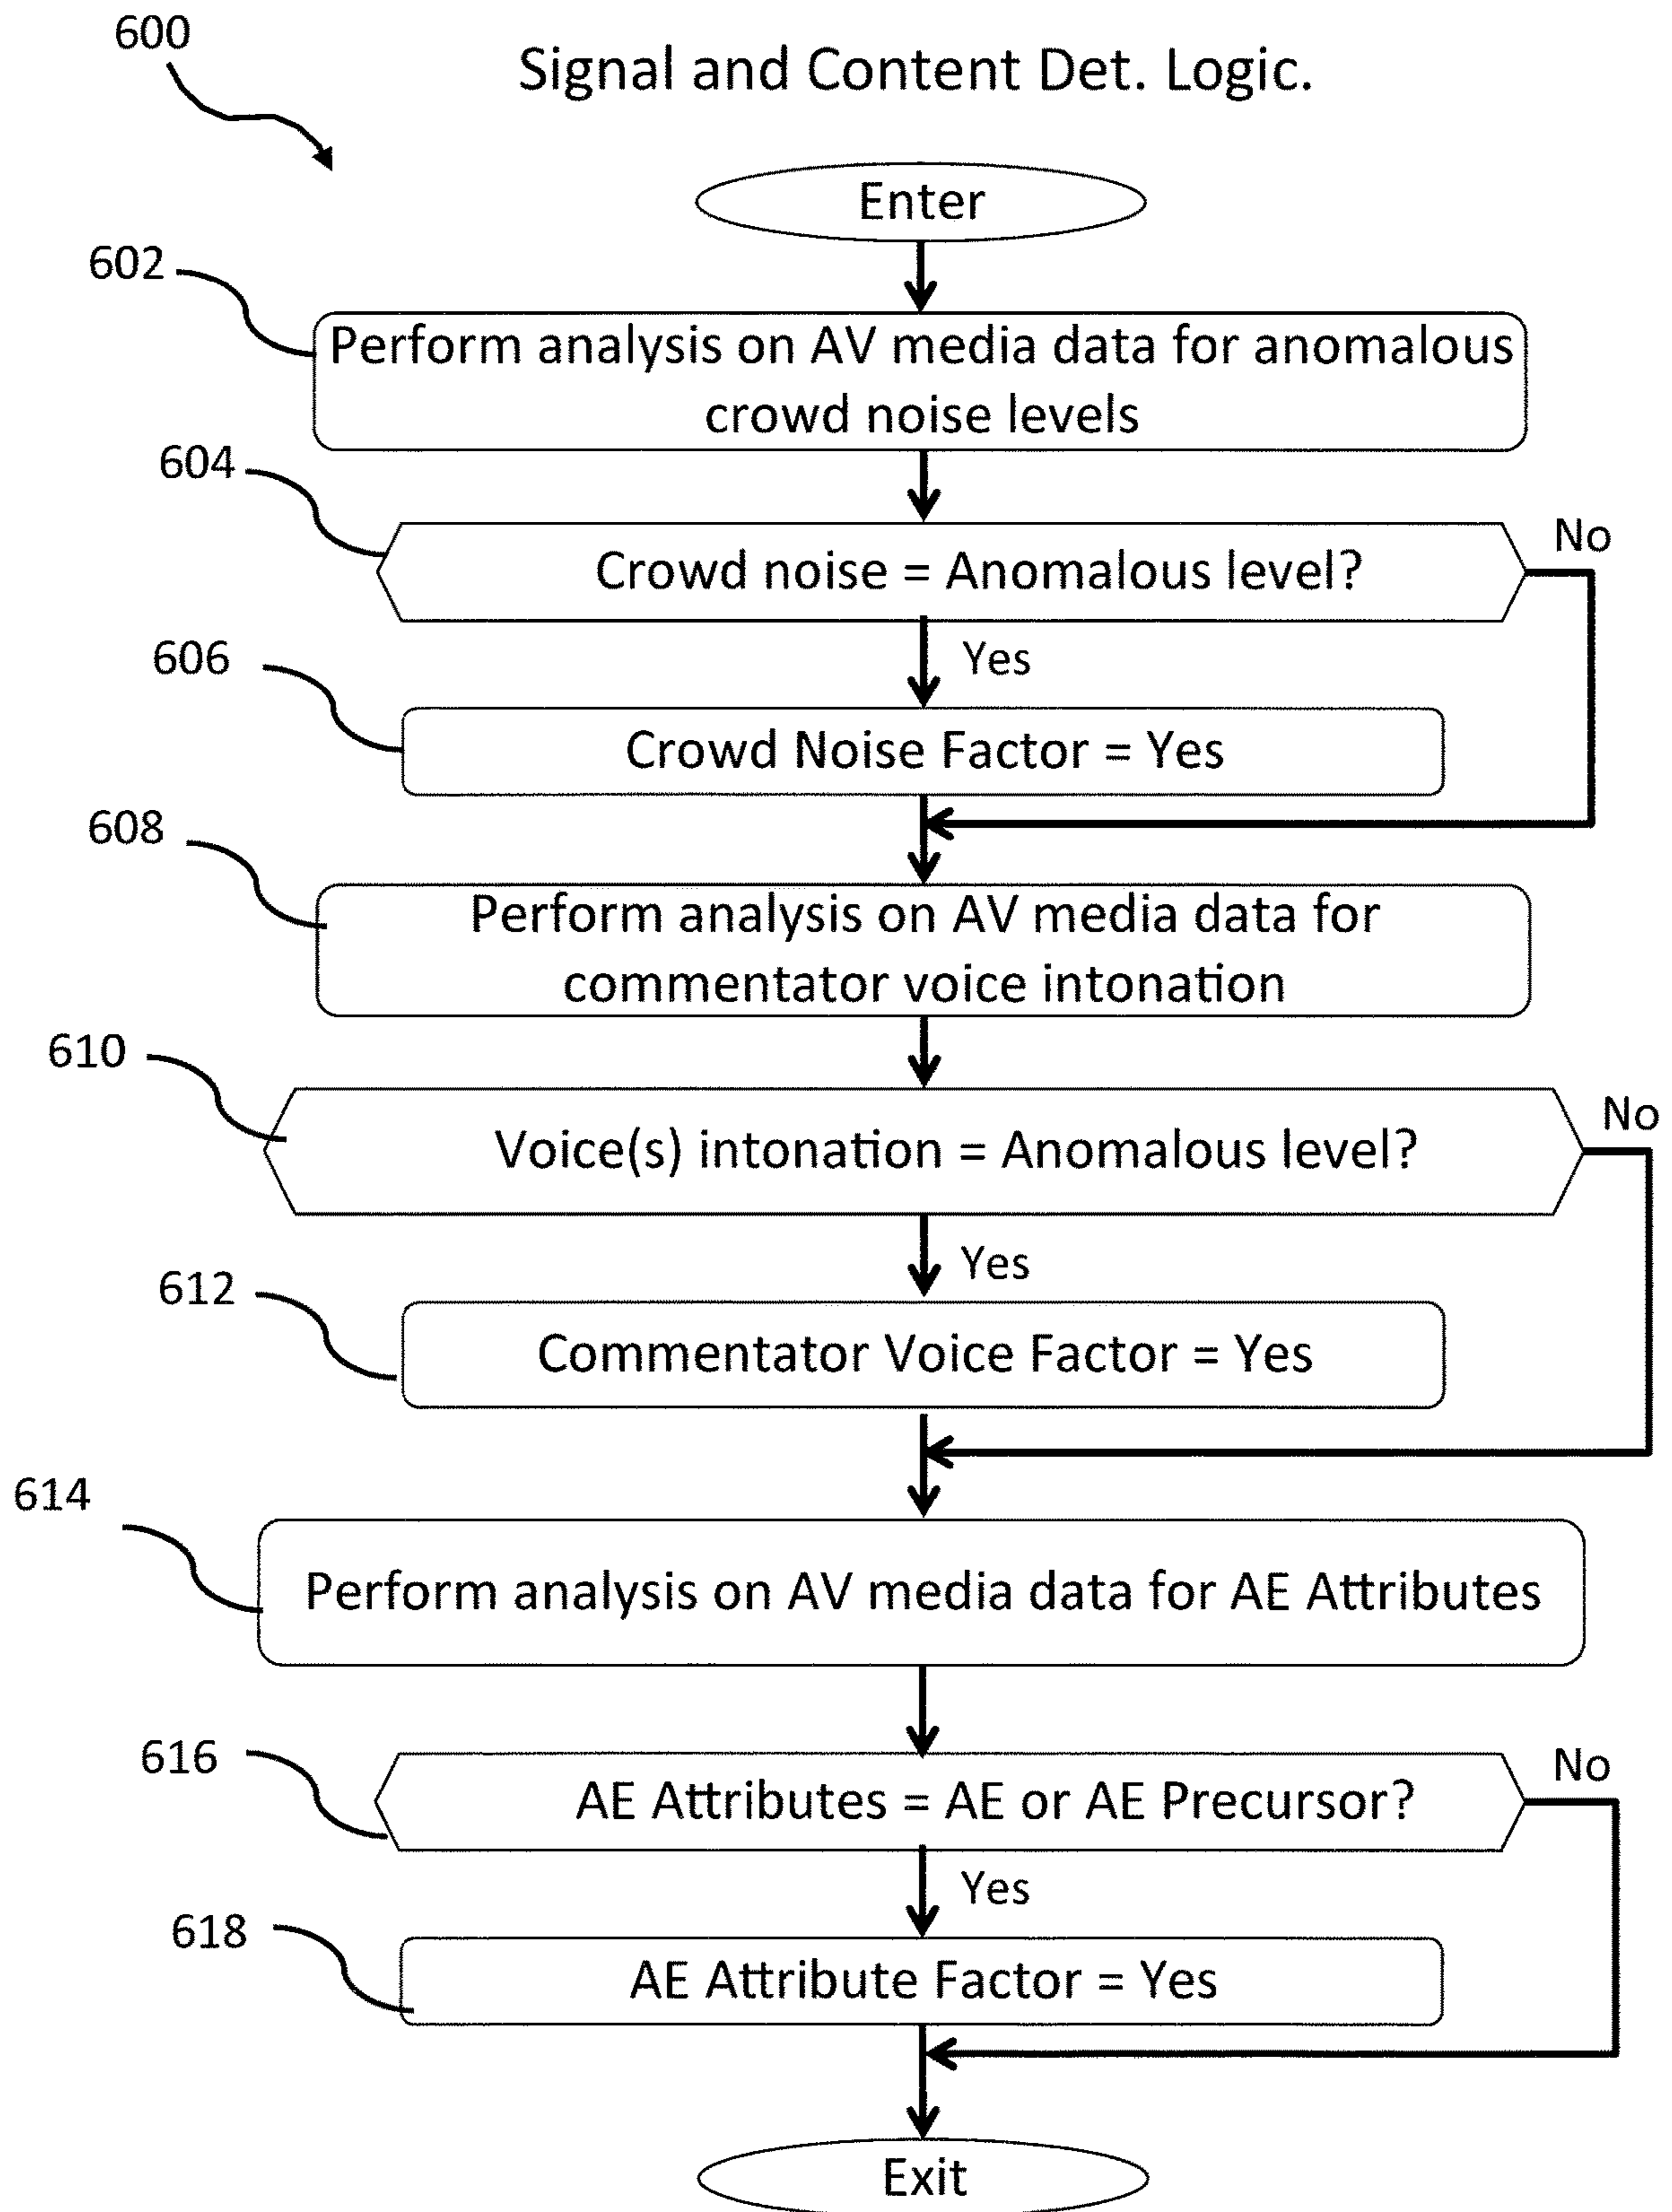 600
Signal and Content Det. Logic.
Enter
602
Perform analysis on AV media data for anomalous
crowd noise levels
604
Crowd noise = Anomalous level?
No
Yes
606
Crowd Noise Factor = Yes
608
Perform analysis on AV media data for
commentator voice intonation
610
Voice(s) intonation = Anomalous level?
No
Yes
612
Commentator Voice Factor = Yes
614
Perform analysis on AV media data for AE Attributes
616
AE Attributes = AE or AE Precursor?
No
Yes
618
AE Attribute Factor = Yes
Exit